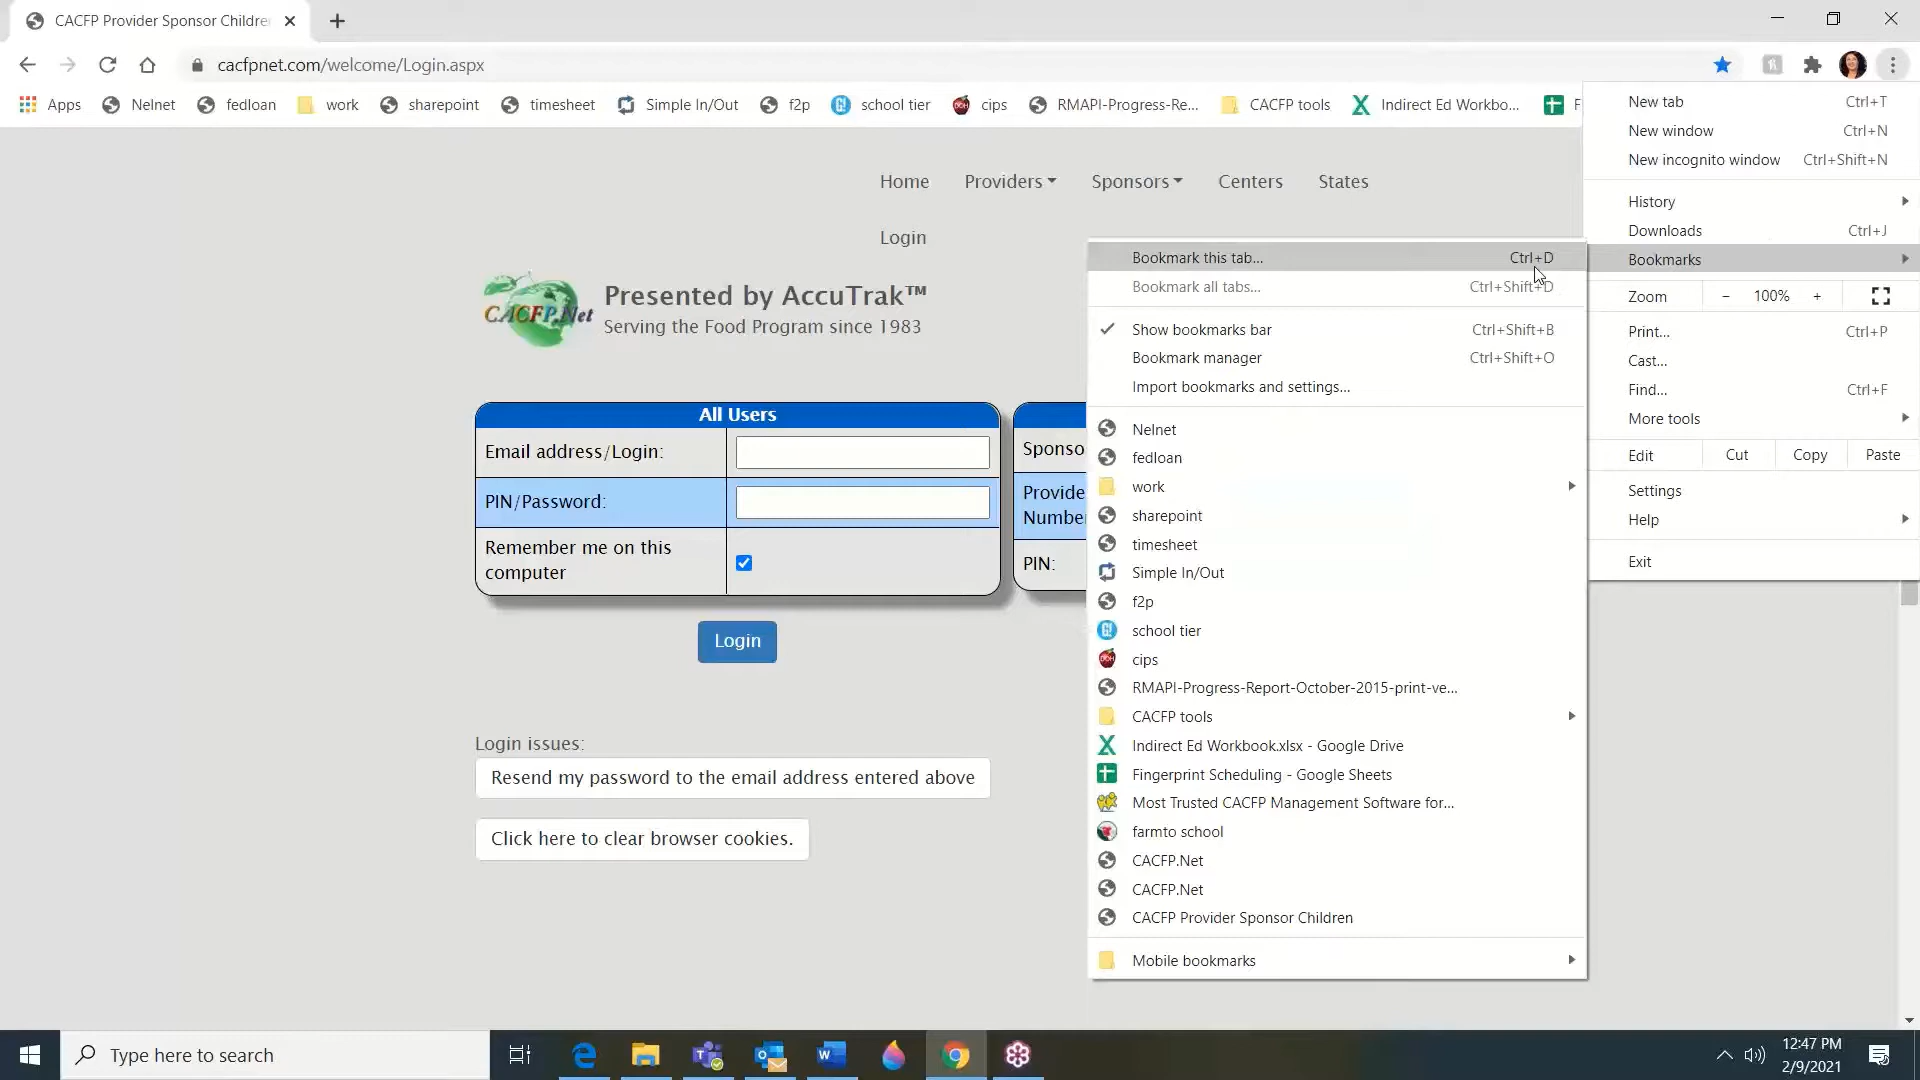 CACFP Provider Sponsor Childre
cacfpnet.com/welcome/Login.aspx
Apps Nelnet fedloan work sharepoint timesheet Simple In/Out f2p school tier cips RMAPI-Progress-Re... CACFP tools Indirect Ed Workbo... F
New tab Ctrl+T
New window Ctrl+N
New incognito window Ctrl+Shift+N
History
Downloads Ctrl+J
Bookmarks
Zoom - 100% +
Print... Ctrl+P
Cast...
Find... Ctrl+F
More tools
Edit Cut Copy Paste
Settings
Help
Exit
Bookmark this tab... Ctrl+D
Bookmark all tabs... Ctrl+Shift+D
Show bookmarks bar Ctrl+Shift+B
Bookmark manager Ctrl+Shift+O
Import bookmarks and settings...
Nelnet
fedloan
work
sharepoint
timesheet
Simple In/Out
f2p
school tier
cips
RMAPI-Progress-Report-October-2015-print-ve...
CACFP tools
Indirect Ed Workbook.xlsx - Google Drive
Fingerprint Scheduling - Google Sheets
Most Trusted CACFP Management Software for...
farmto school
CACFP.Net
CACFP.Net
CACFP Provider Sponsor Children
Mobile bookmarks
Home Providers Sponsors Centers States
Login
CACFP.Net
Presented by AccuTrak™
Serving the Food Program since 1983
All Users
Email address/Login:
PIN/Password:
Remember me on this
computer
Sponso
Provide
Numbe
PIN:
Login
Login issues:
Resend my password to the email address entered above
Click here to clear browser cookies.
Type here to search
12:47 PM
2/9/2021